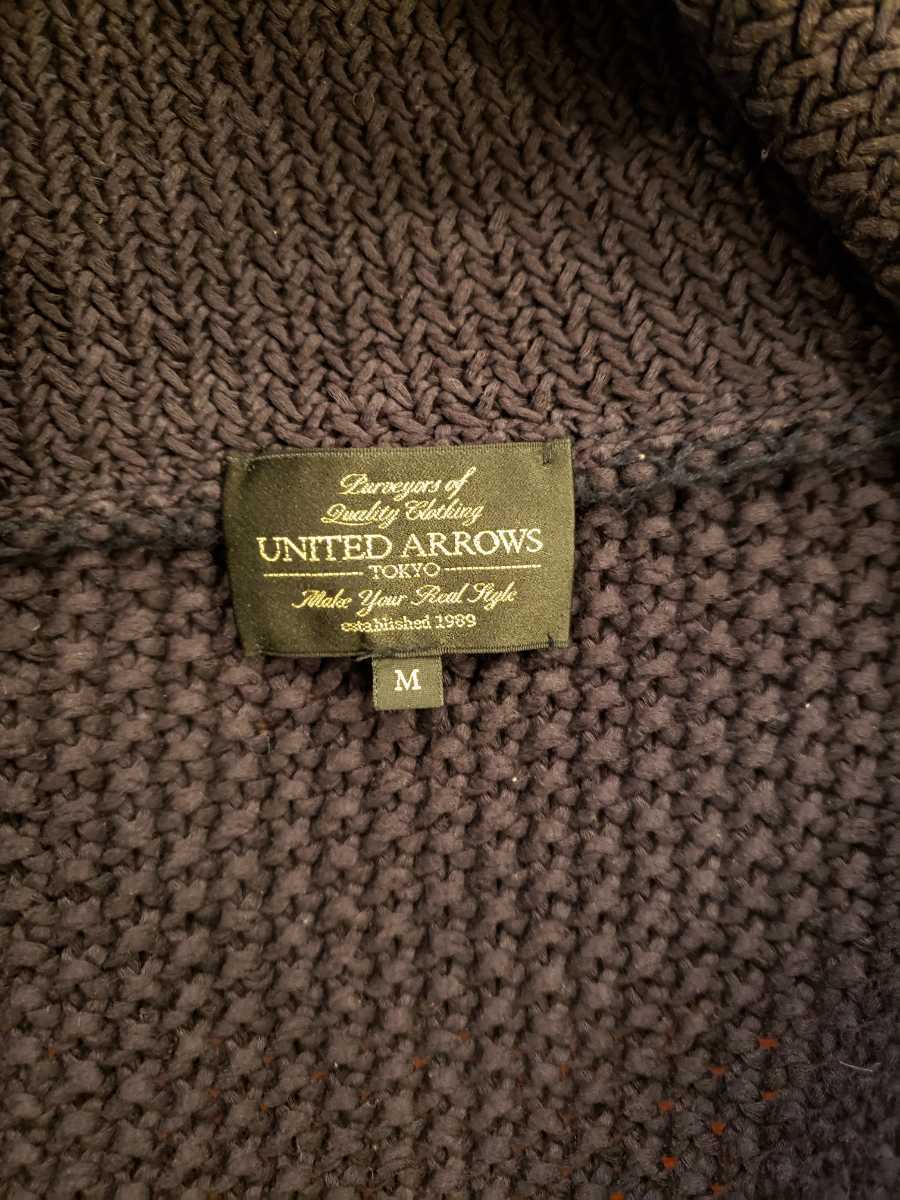 Purveyors of
Quality Clothing
UNITED ARROWS
TOKYO
Make Your Real Style
established 1989
M